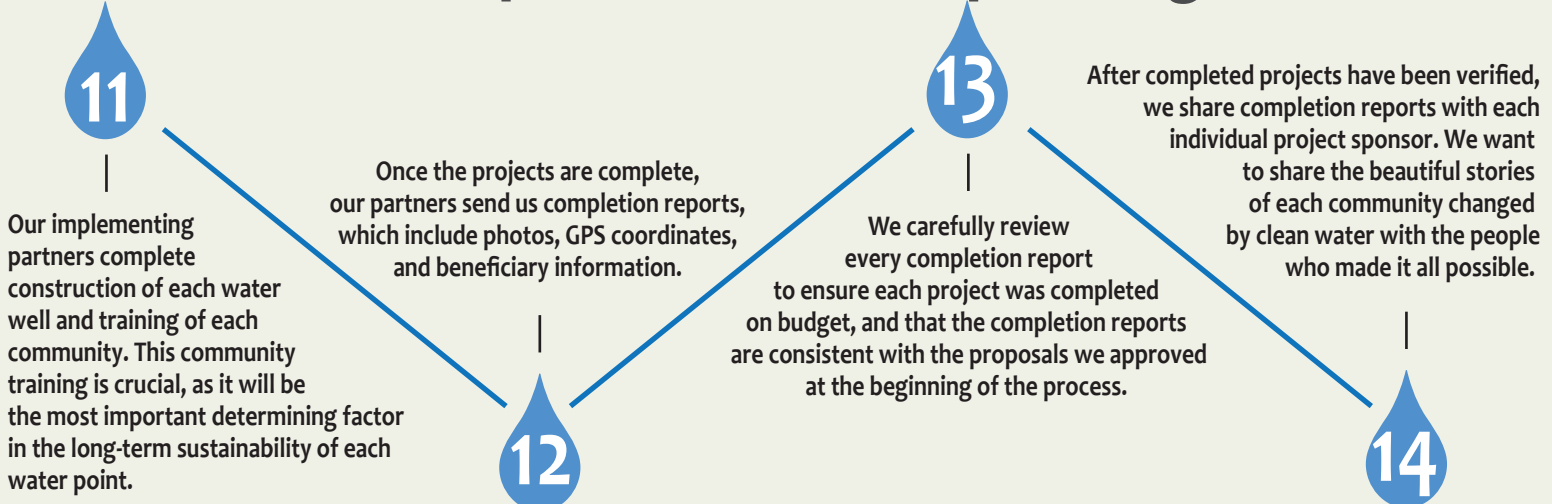 11
Our implementing
partners complete
construction of each water
well and training of each
community. This community
training is crucial, as it will be
the most important determining factor
in the long-term sustainability of each
water point.
Once the projects are complete,
our partners send us completion reports,
which include photos, GPS coordinates,
and beneficiary information.
12
13
We carefully review
every completion report
to ensure each project was completed
on budget, and that the completion reports
are consistent with the proposals we approved
at the beginning of the process.
After completed projects have been verified,
we share completion reports with each
individual project sponsor. We want
to share the beautiful stories
of each community changed
by clean water with the people
who made it all possible.
14